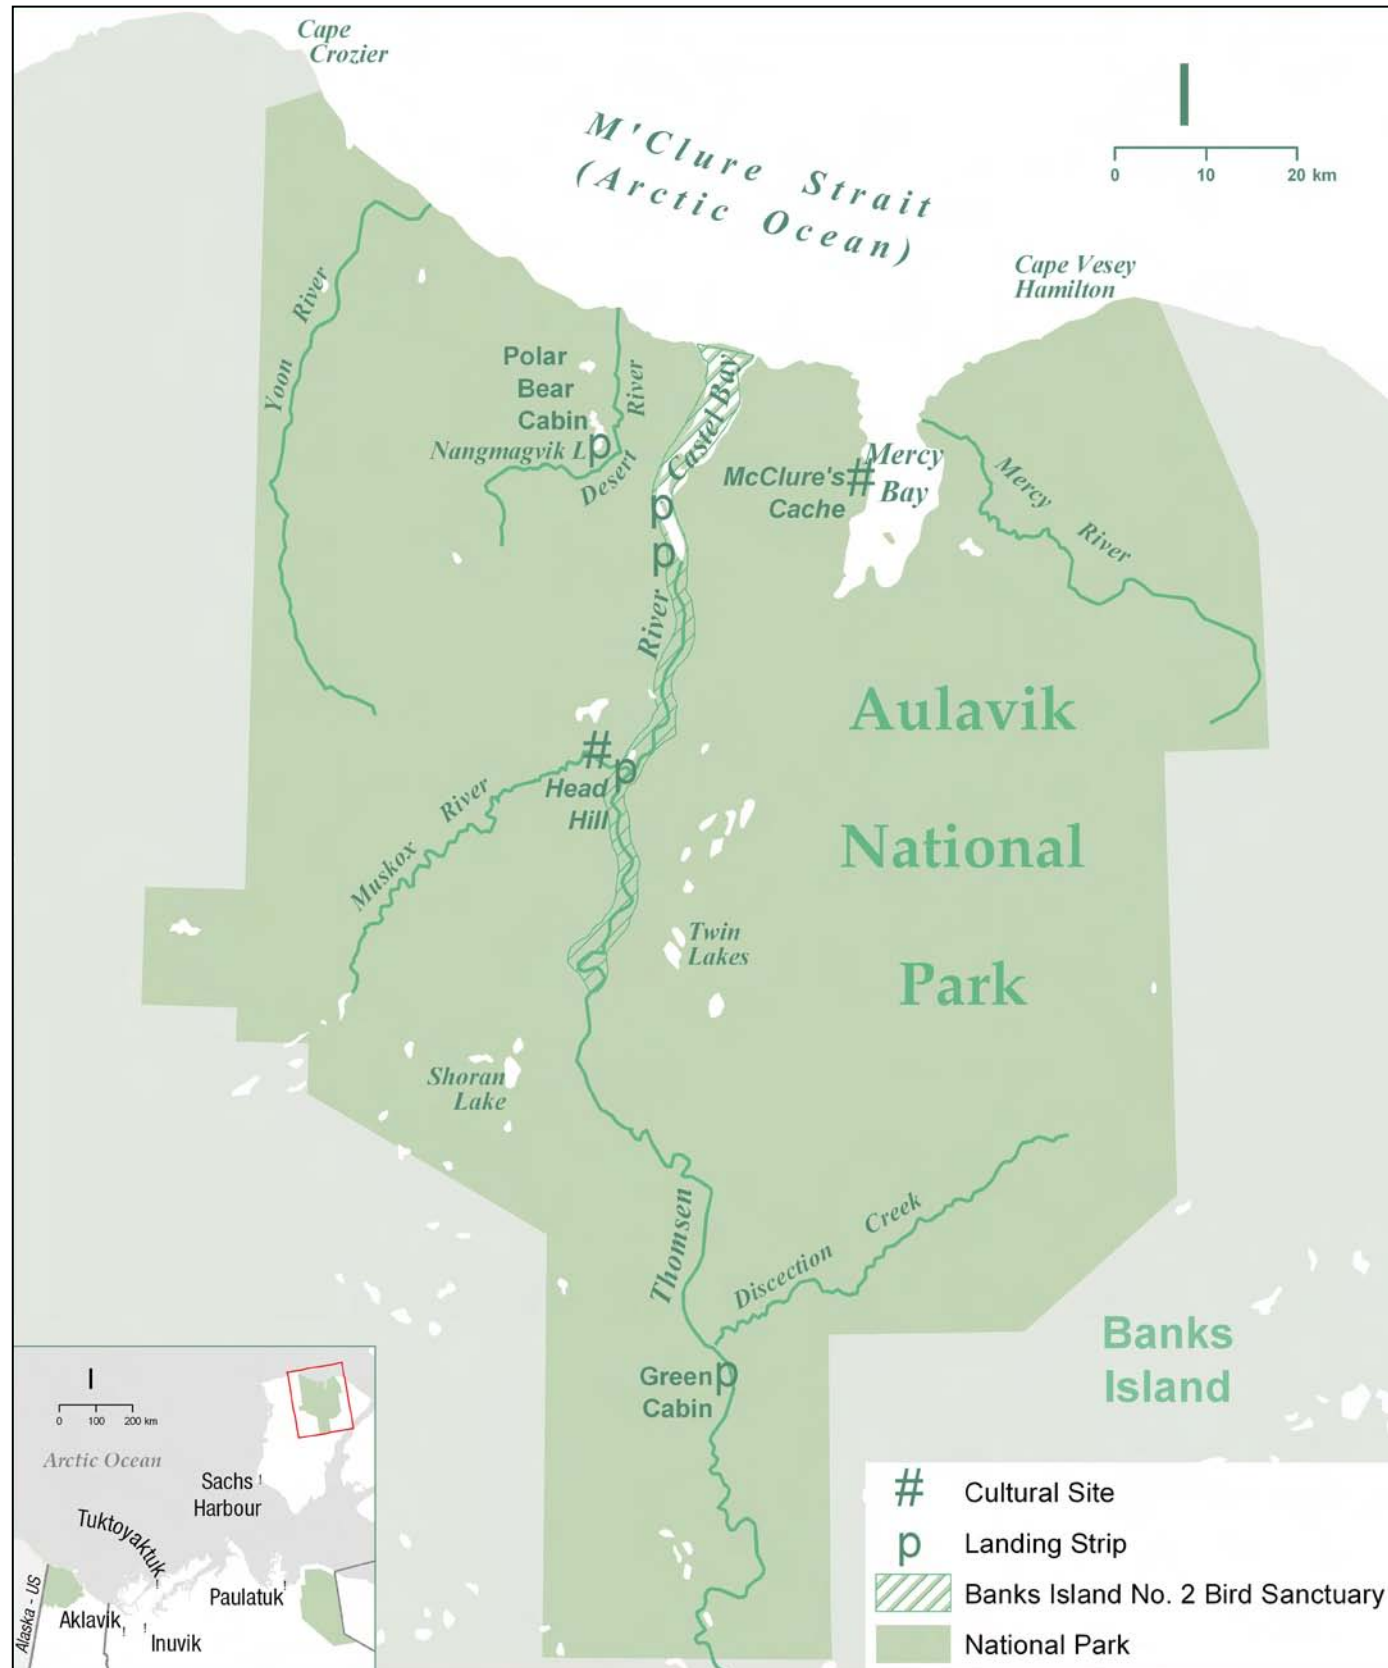 Cape
Crozier
M'Clure Strait
(Arctic Ocean)
0 10 20 km
Cape Vesey
Hamilton
Yoon River
Polar
Bear
Cabin
p
Nangmagvik L
Desert River
Castel Bay
McClure's
Cache
#
Mercy
Bay
Mercy River
p
p
River
Aulavik
National
Park
#
p
Head
Hill
Muskox River
Twin
Lakes
Shoran
Lake
Thomsen
Discection Creek
Green
Cabin
p
Banks
Island
0 100 200 km
Arctic Ocean
Sachs
Harbour
Tuktoyaktuk
Paulatuk
Aklavik
Inuvik
Alaska - US
# Cultural Site
p Landing Strip
Banks Island No. 2 Bird Sanctuary
National Park